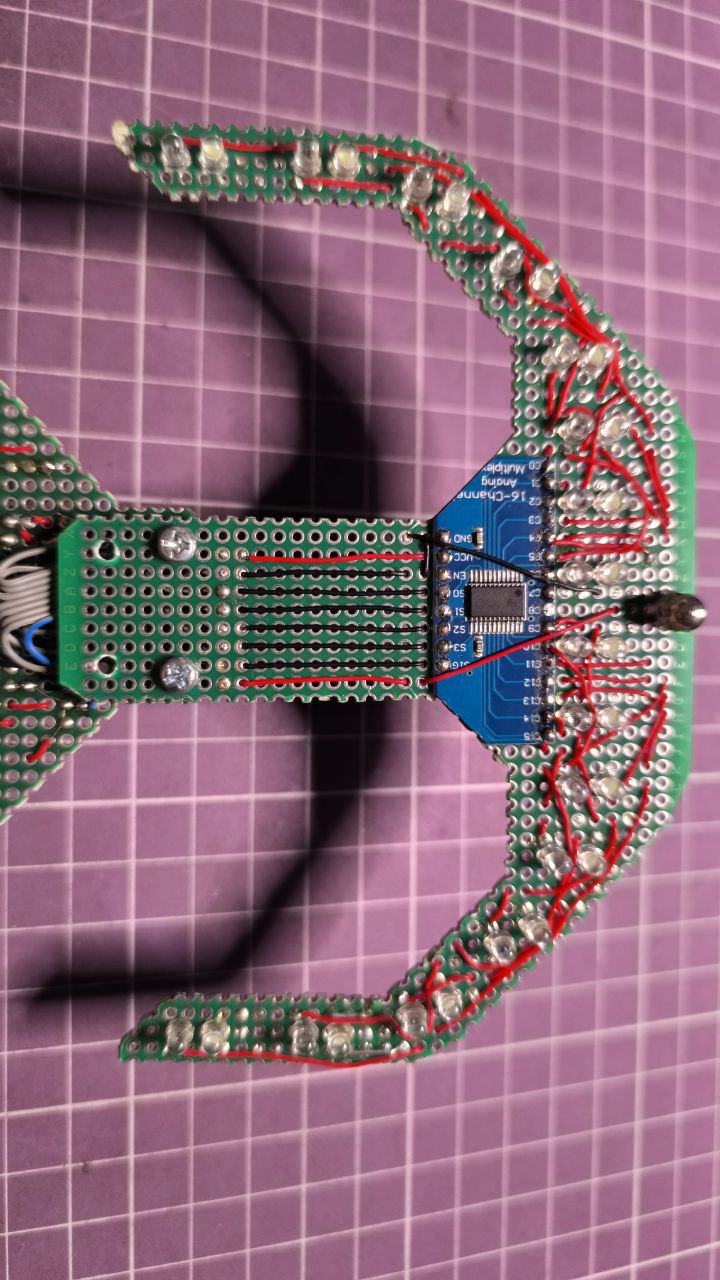 C0 C1 C2 C3 C4 C5 C6 C7 C8 C9 C10 C11 C12 C13 C14 C15
16-Channel
Analog
Multiplex
GND VCC EN S0 S1 S2 S3 SIG
X Y Z A B C D E